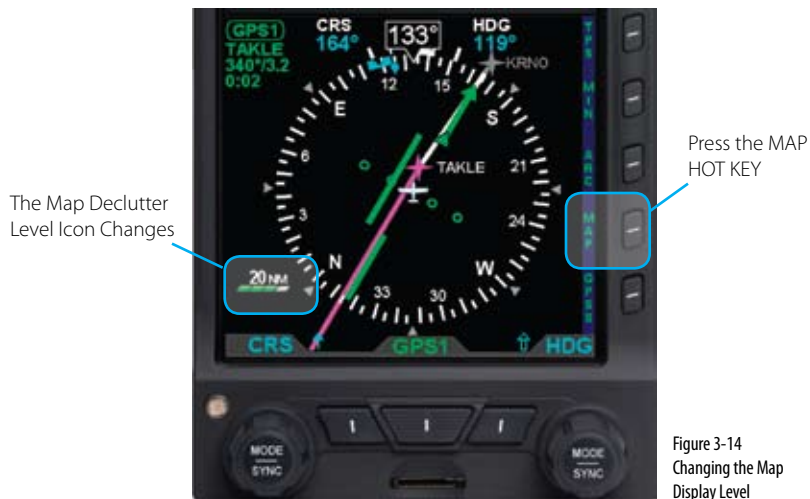 (GPS1)
TAKLE
340°/3.2
0:02
CRS
164°
133°
HDG
119°
KRNO
TPS
MIN
ARC
MAP
GPSS
12
15
E
S
6
TAKLE
21
3
24
N
W
33
30
20 NM
CRS
GPS1
HDG
MODE
SYNC
MODE
SYNC
The Map Declutter
Level Icon Changes
Press the MAP
HOT KEY
Figure 3-14
Changing the Map
Display Level